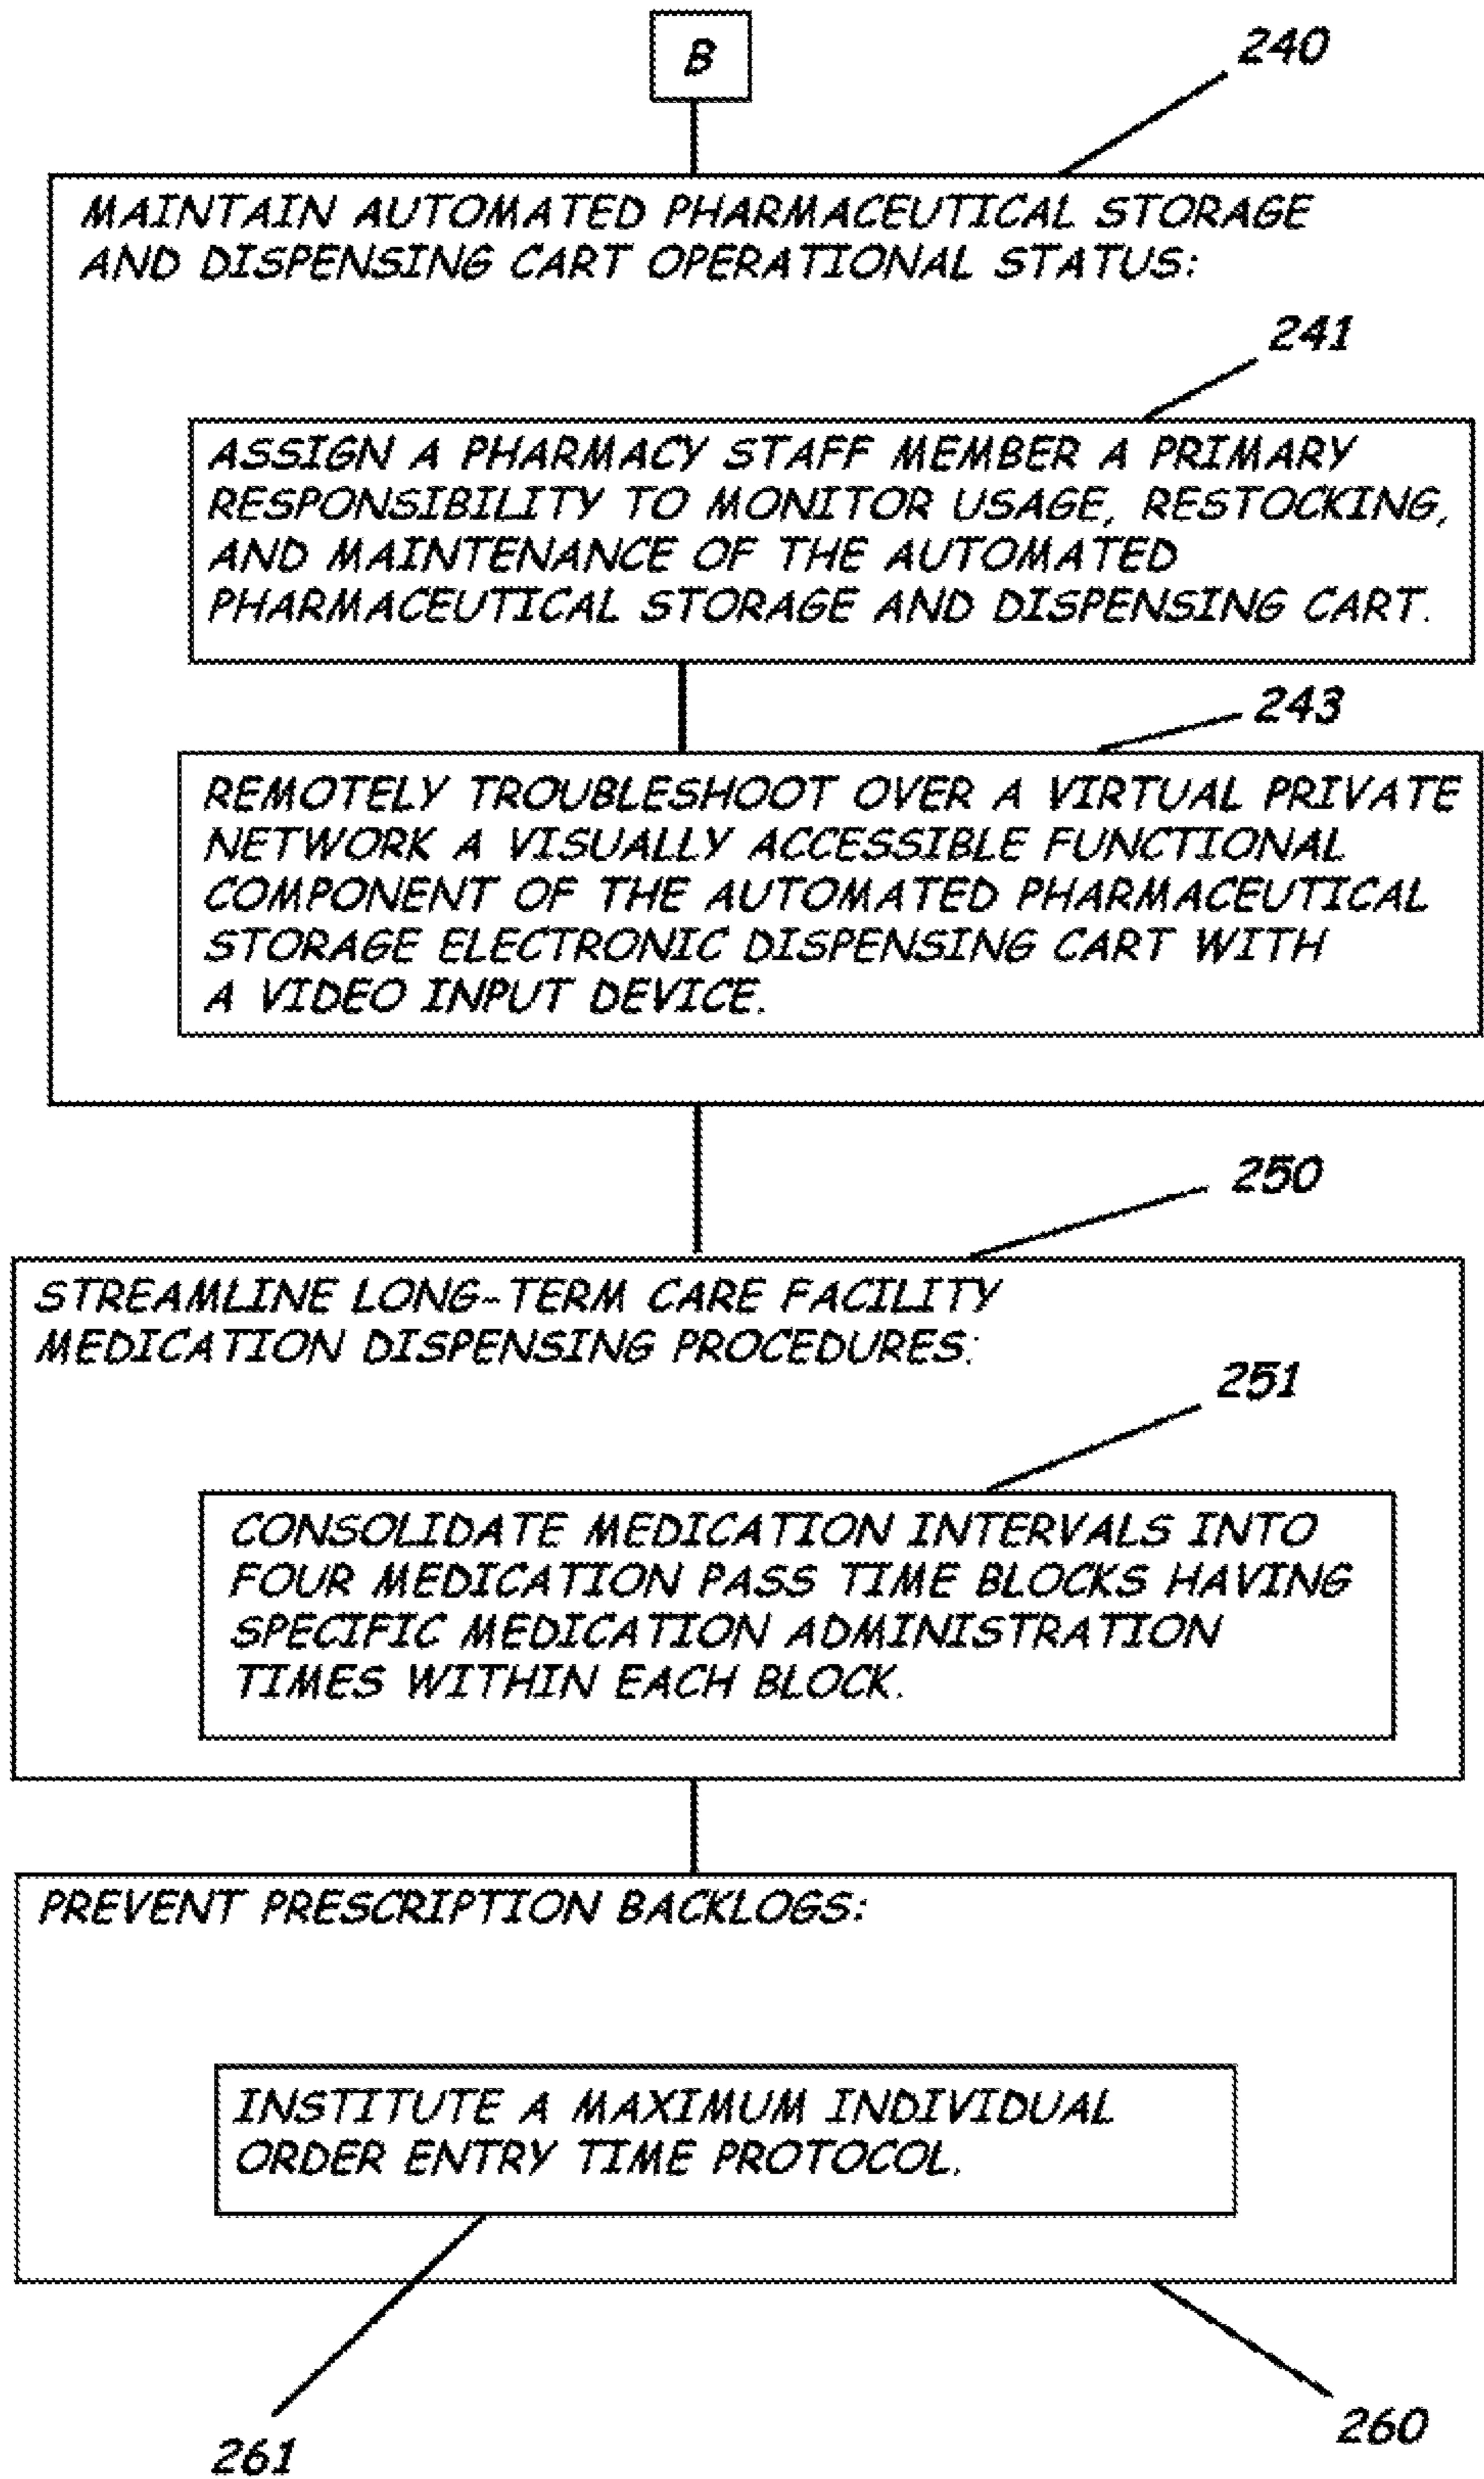 B
240
MAINTAIN AUTOMATED PHARMACEUTICAL STORAGE
AND DISPENSING CART OPERATIONAL STATUS:
241
ASSIGN A PHARMACY STAFF MEMBER A PRIMARY
RESPONSIBILITY TO MONITOR USAGE, RESTOCKING,
AND MAINTENANCE OF THE AUTOMATED
PHARMACEUTICAL STORAGE AND DISPENSING CART.
243
REMOTELY TROUBLESHOOT OVER A VIRTUAL PRIVATE
NETWORK A VISUALLY ACCESSIBLE FUNCTIONAL
COMPONENT OF THE AUTOMATED PHARMACEUTICAL
STORAGE ELECTRONIC DISPENSING CART WITH
A VIDEO INPUT DEVICE.
250
STREAMLINE LONG-TERM CARE FACILITY
MEDICATION DISPENSING PROCEDURES:
251
CONSOLIDATE MEDICATION INTERVALS INTO
FOUR MEDICATION PASS TIME BLOCKS HAVING
SPECIFIC MEDICATION ADMINISTRATION
TIMES WITHIN EACH BLOCK.
PREVENT PRESCRIPTION BACKLOGS:
INSTITUTE A MAXIMUM INDIVIDUAL
ORDER ENTRY TIME PROTOCOL.
261
260